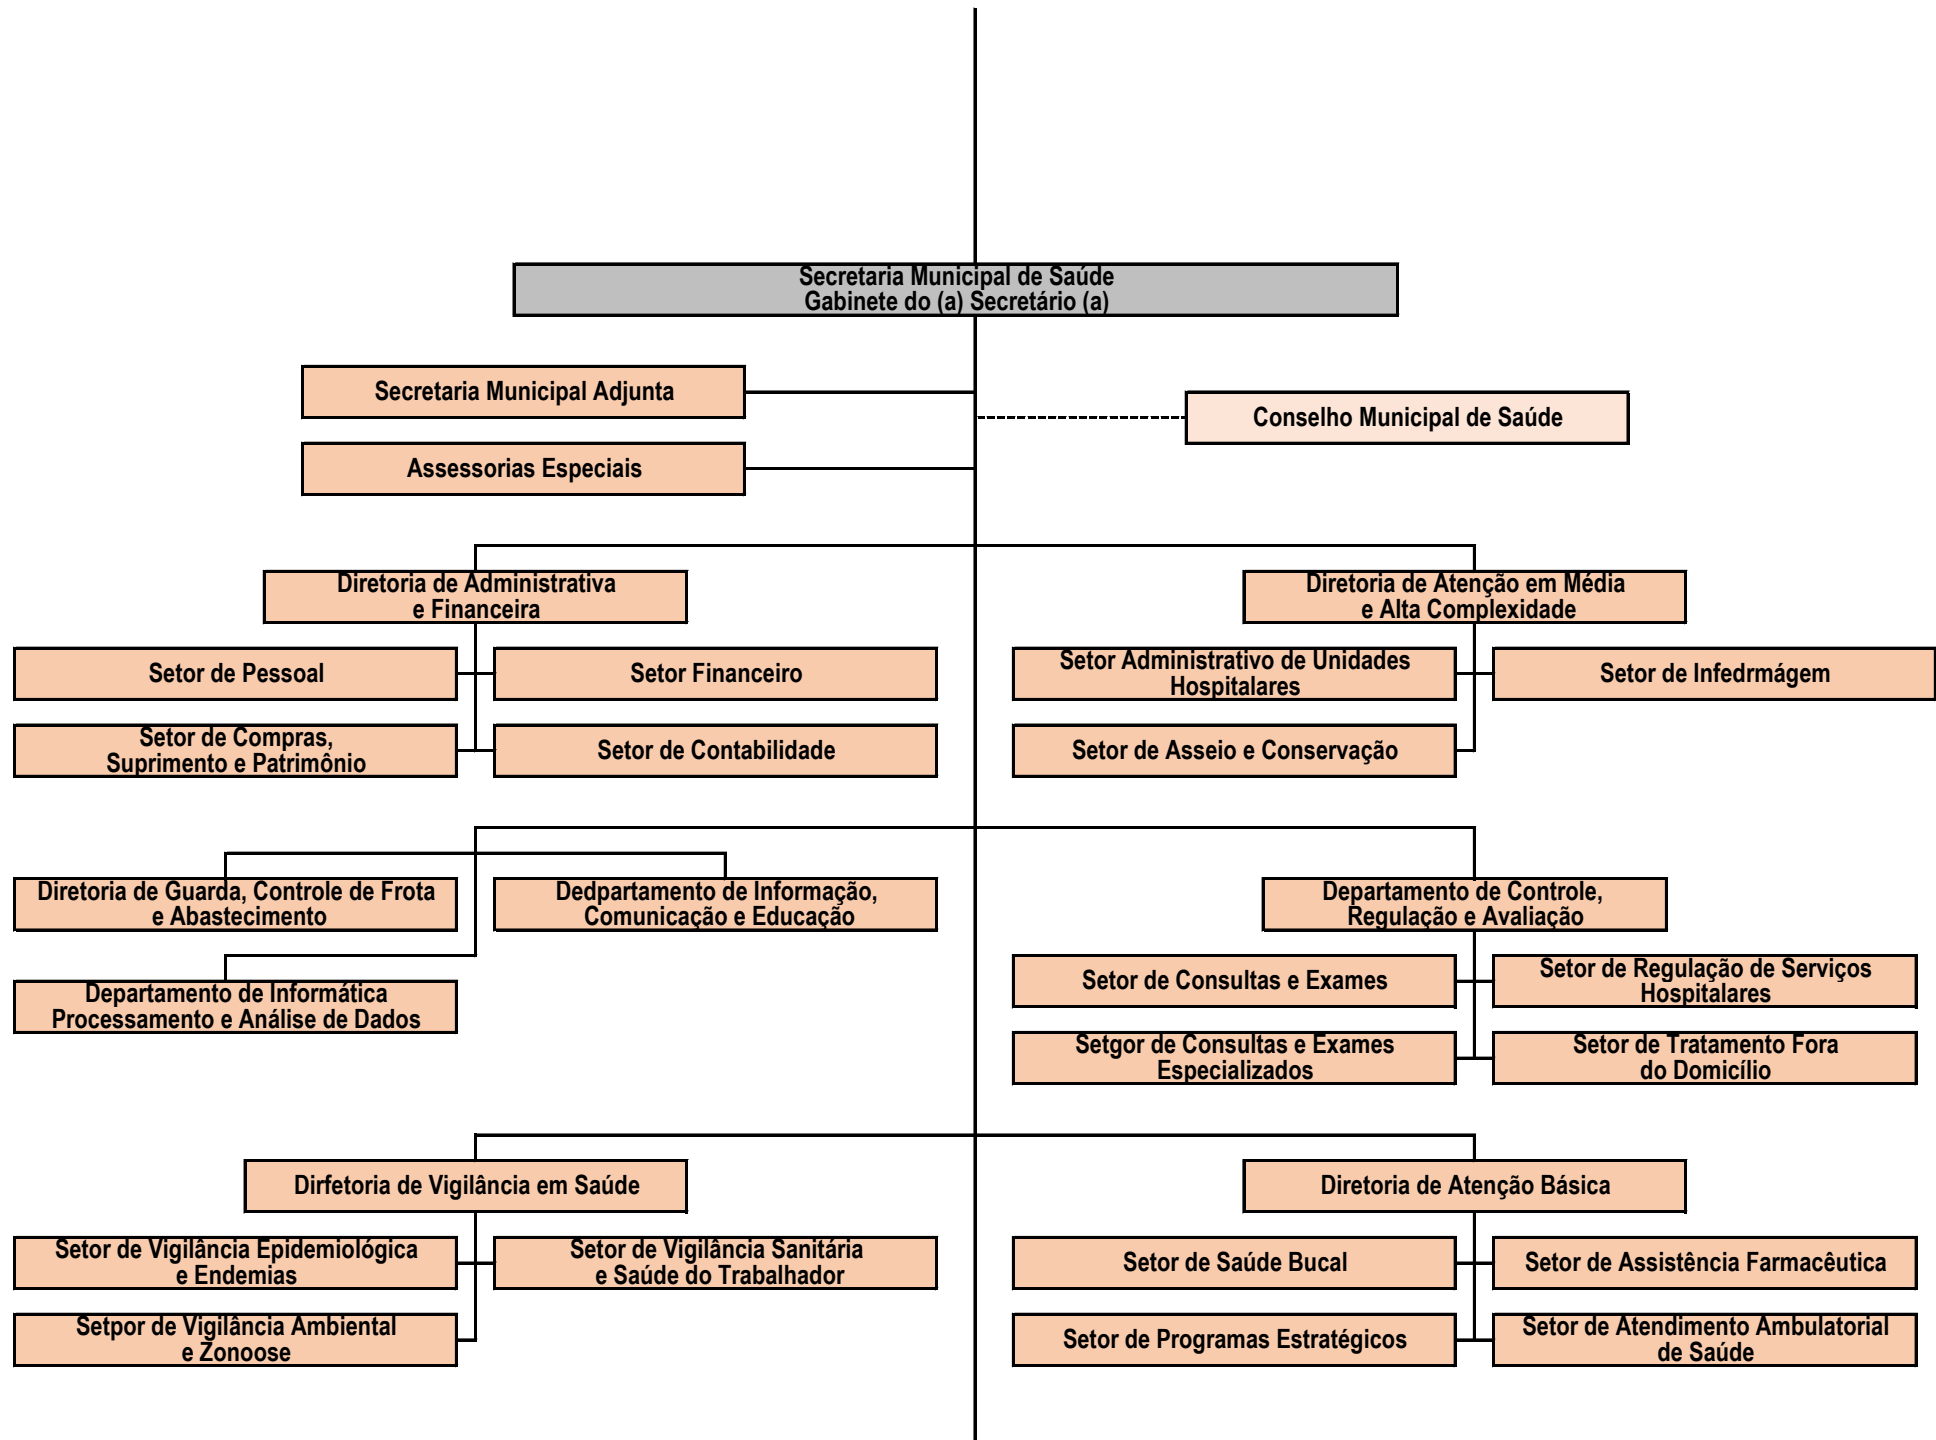 Secretaria Municipal de Saúde
Gabinete do (a) Secretário (a)
Secretaria Municipal Adjunta
Conselho Municipal de Saúde
Assessorias Especiais
Diretoria de Administrativa
e Financeira
Diretoria de Atenção em Média
e Alta Complexidade
Setor de Pessoal
Setor Financeiro
Setor Administrativo de Unidades
Hospitalares
Setor de Infedrmágem
Setor de Compras,
Suprimento e Patrimônio
Setor de Contabilidade
Setor de Asseio e Conservação
Diretoria de Guarda, Controle de Frota
e Abastecimento
Dedpartamento de Informação,
Comunicação e Educação
Departamento de Controle,
Regulação e Avaliação
Departamento de Informática
Processamento e Análise de Dados
Setor de Consultas e Exames
Setor de Regulação de Serviços
Hospitalares
Setgor de Consultas e Exames
Especializados
Setor de Tratamento Fora
do Domicílio
Dirfetoria de Vigilância em Saúde
Diretoria de Atenção Básica
Setor de Vigilância Epidemiológica
e Endemias
Setor de Vigilância Sanitária
e Saúde do Trabalhador
Setor de Saúde Bucal
Setor de Assistência Farmacêutica
Setpor de Vigilância Ambiental
e Zonoose
Setor de Programas Estratégicos
Setor de Atendimento Ambulatorial
de Saúde